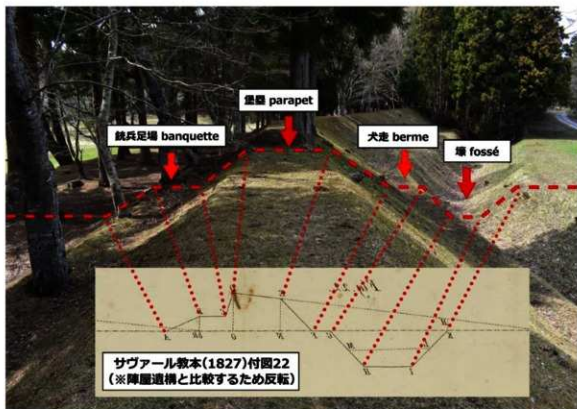 堡塁 parapet
銃兵足場 banquette
犬走 berme
壕 fossé
サヴァール教本(1827)付図22
(※陣屋遺構と比較するため反転)